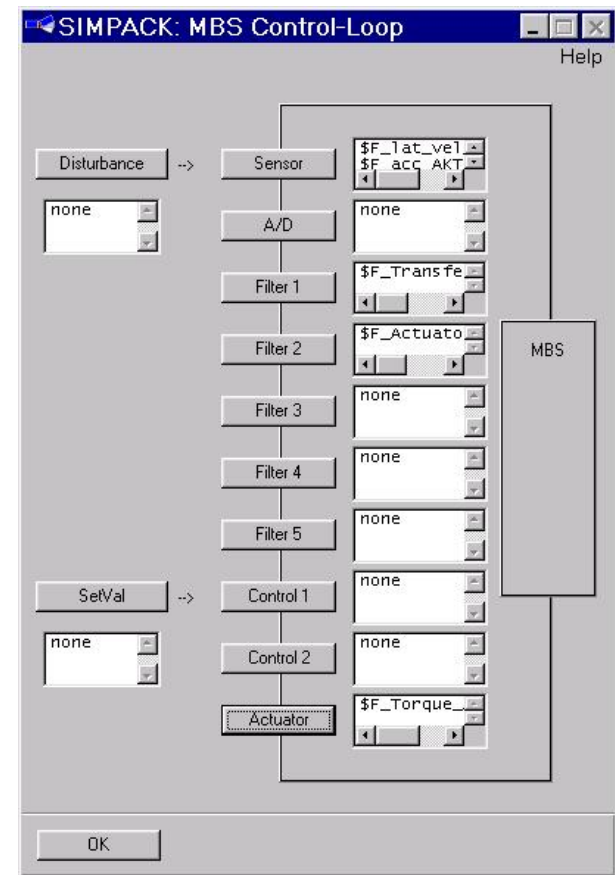 SIMPACK: MBS Control-Loop
Help
Disturbance --> Sensor $F_lat_vel
$F_acc_AKT
none A/D none
Filter 1 $F_Transfe
Filter 2 $F_Actuato
MBS
Filter 3 none
Filter 4 none
Filter 5 none
SetVal --> Control 1 none
none Control 2 none
Actuator $F_Torque_
OK